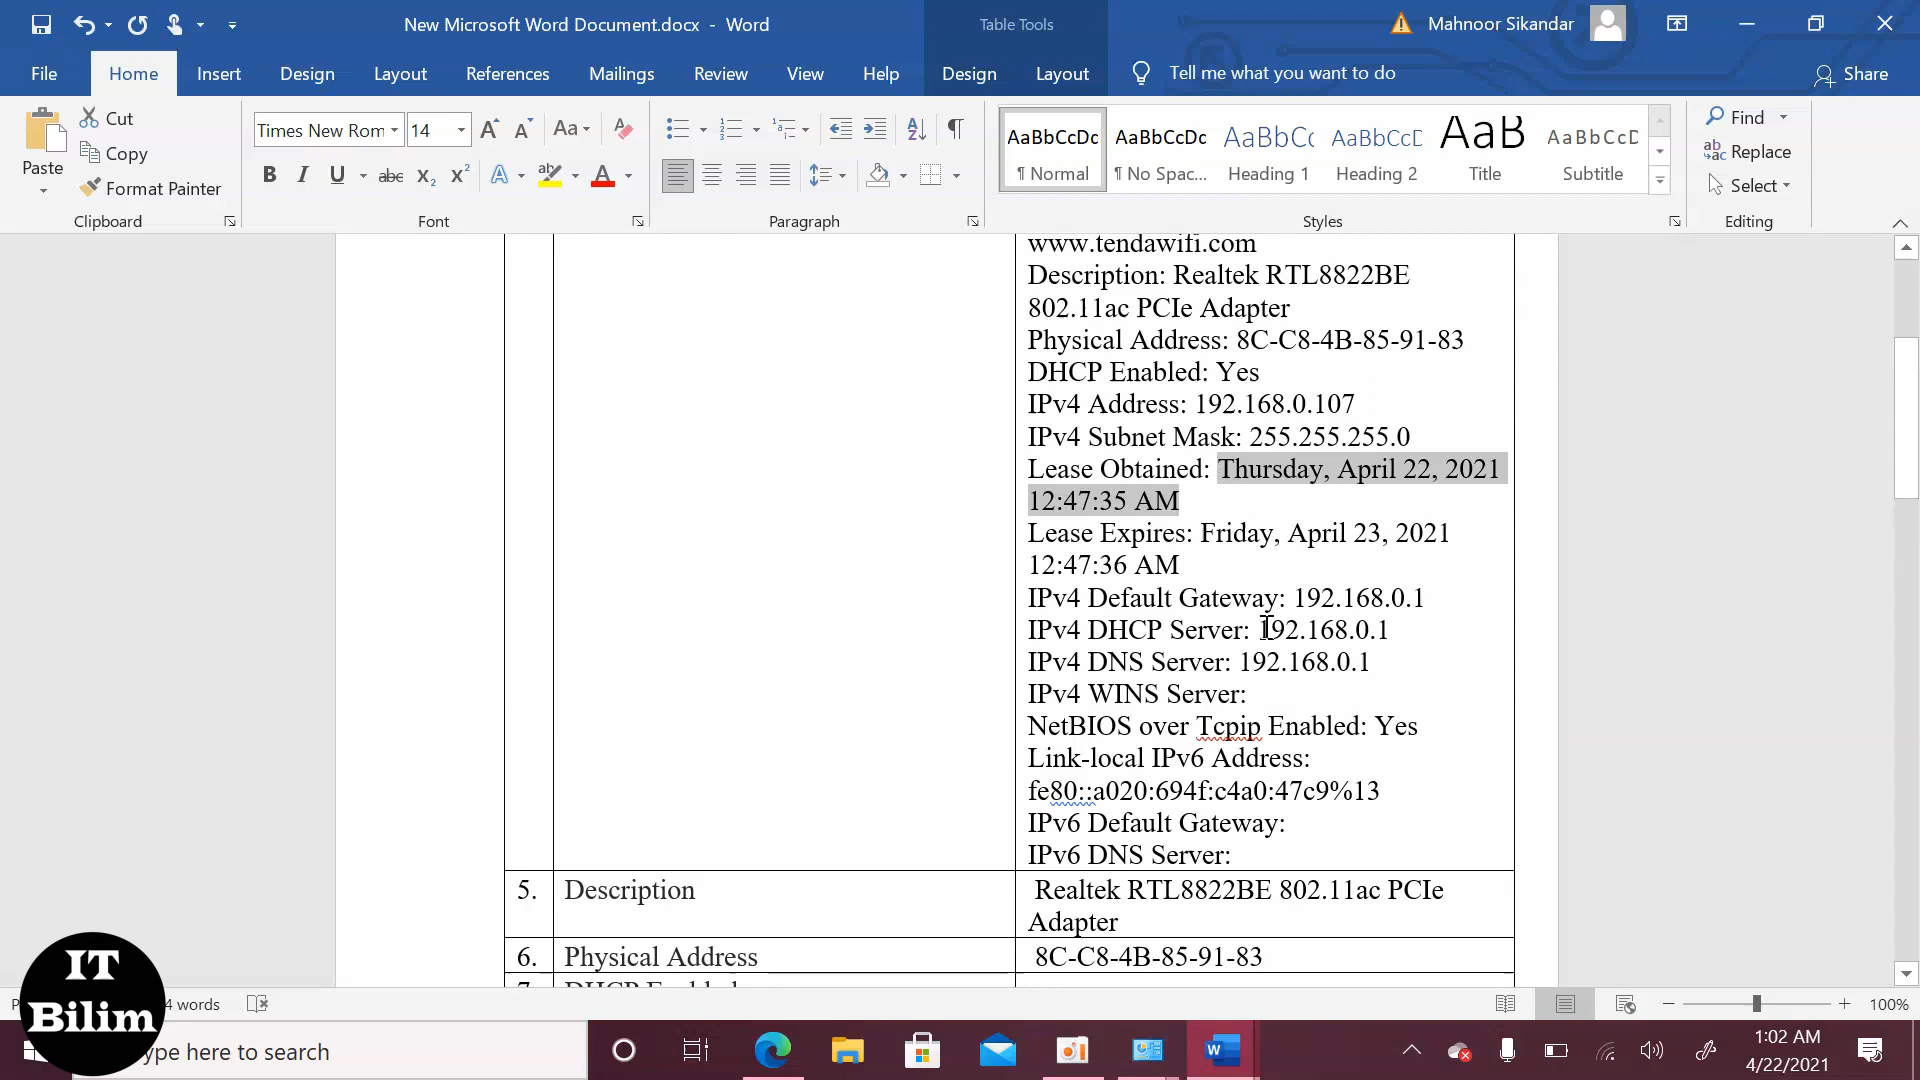 New Microsoft Word Document.docx - Word
Table Tools
Mahnoor Sikandar
File Home Insert Design Layout References Mailings Review View Help Design Layout Tell me what you want to do Share
Cut
Copy
Format Painter
Paste
Clipboard
Times New Rom 14
Aa
B I U abc X₂ X² A ab A
Font
Paragraph
AaBbCcDc AaBbCcDc AaBbC AaBbCcE AaB AaBbCcD
¶ Normal ¶ No Spac... Heading 1 Heading 2 Title Subtitle
Styles
Find
Replace
Select
Editing
www.tendawifi.com
Description: Realtek RTL8822BE
802.11ac PCIe Adapter
Physical Address: 8C-C8-4B-85-91-83
DHCP Enabled: Yes
IPv4 Address: 192.168.0.107
IPv4 Subnet Mask: 255.255.255.0
Lease Obtained: Thursday, April 22, 2021
12:47:35 AM
Lease Expires: Friday, April 23, 2021
12:47:36 AM
IPv4 Default Gateway: 192.168.0.1
IPv4 DHCP Server: 192.168.0.1
IPv4 DNS Server: 192.168.0.1
IPv4 WINS Server:
NetBIOS over Tcpip Enabled: Yes
Link-local IPv6 Address:
fe80::a020:694f:c4a0:47c9%13
IPv6 Default Gateway:
IPv6 DNS Server:
5. Description Realtek RTL8822BE 802.11ac PCIe
Adapter
6. Physical Address 8C-C8-4B-85-91-83
7. DHCP Enabled
4 words
100%
IT
Bilim
ype here to search
1:02 AM
4/22/2021